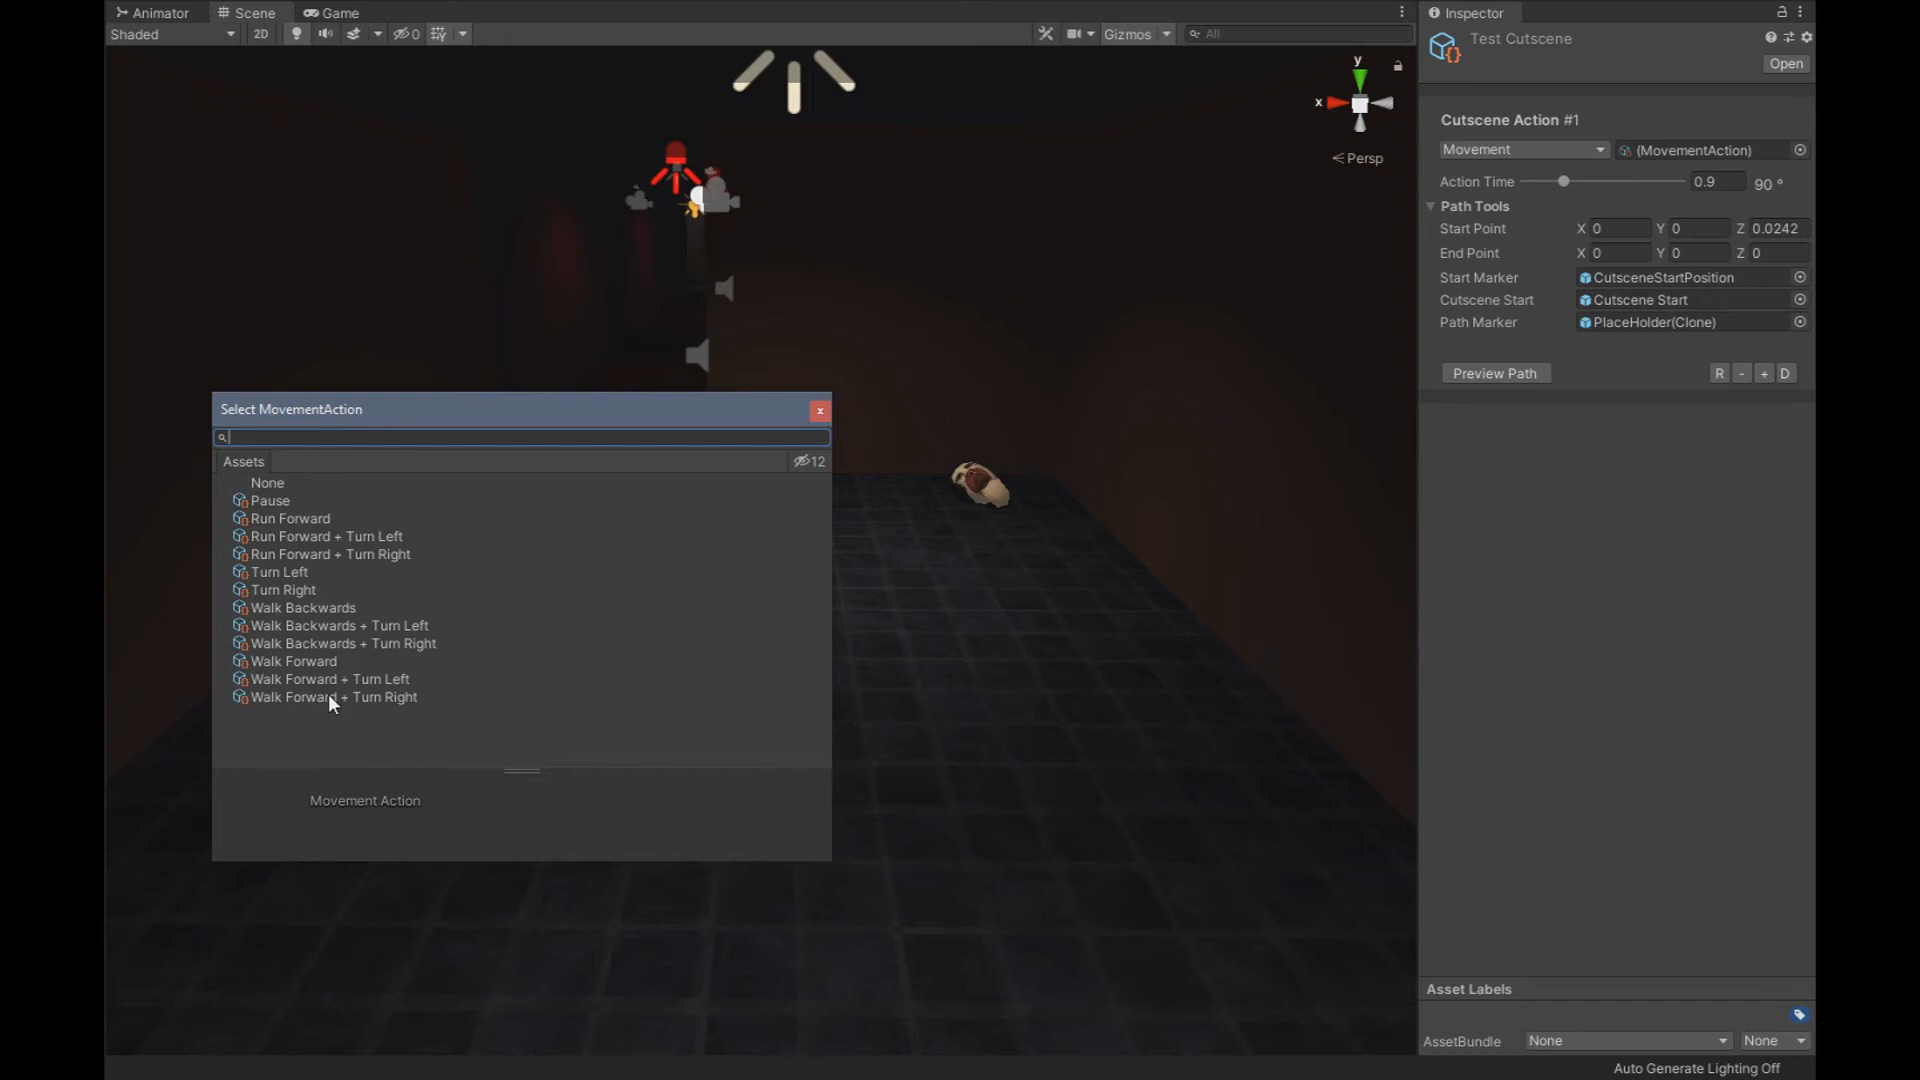 Animator Scene Game
Shaded 2D 0 Gizmos All
y
x
Persp
Select MovementAction x
Assets 12
None
Pause
Run Forward
Run Forward + Turn Left
Run Forward + Turn Right
Turn Left
Turn Right
Walk Backwards
Walk Backwards + Turn Left
Walk Backwards + Turn Right
Walk Forward
Walk Forward + Turn Left
Walk Forward + Turn Right
Movement Action
Inspector
Test Cutscene
Open
Cutscene Action #1
Movement (MovementAction)
Action Time 0.9 90 °
Path Tools
Start Point X 0 Y 0 Z 0.0242
End Point X 0 Y 0 Z 0
Start Marker CutsceneStartPosition
Cutscene Start Cutscene Start
Path Marker PlaceHolder(Clone)
Preview Path R - + D
Asset Labels
AssetBundle None None
Auto Generate Lighting Off